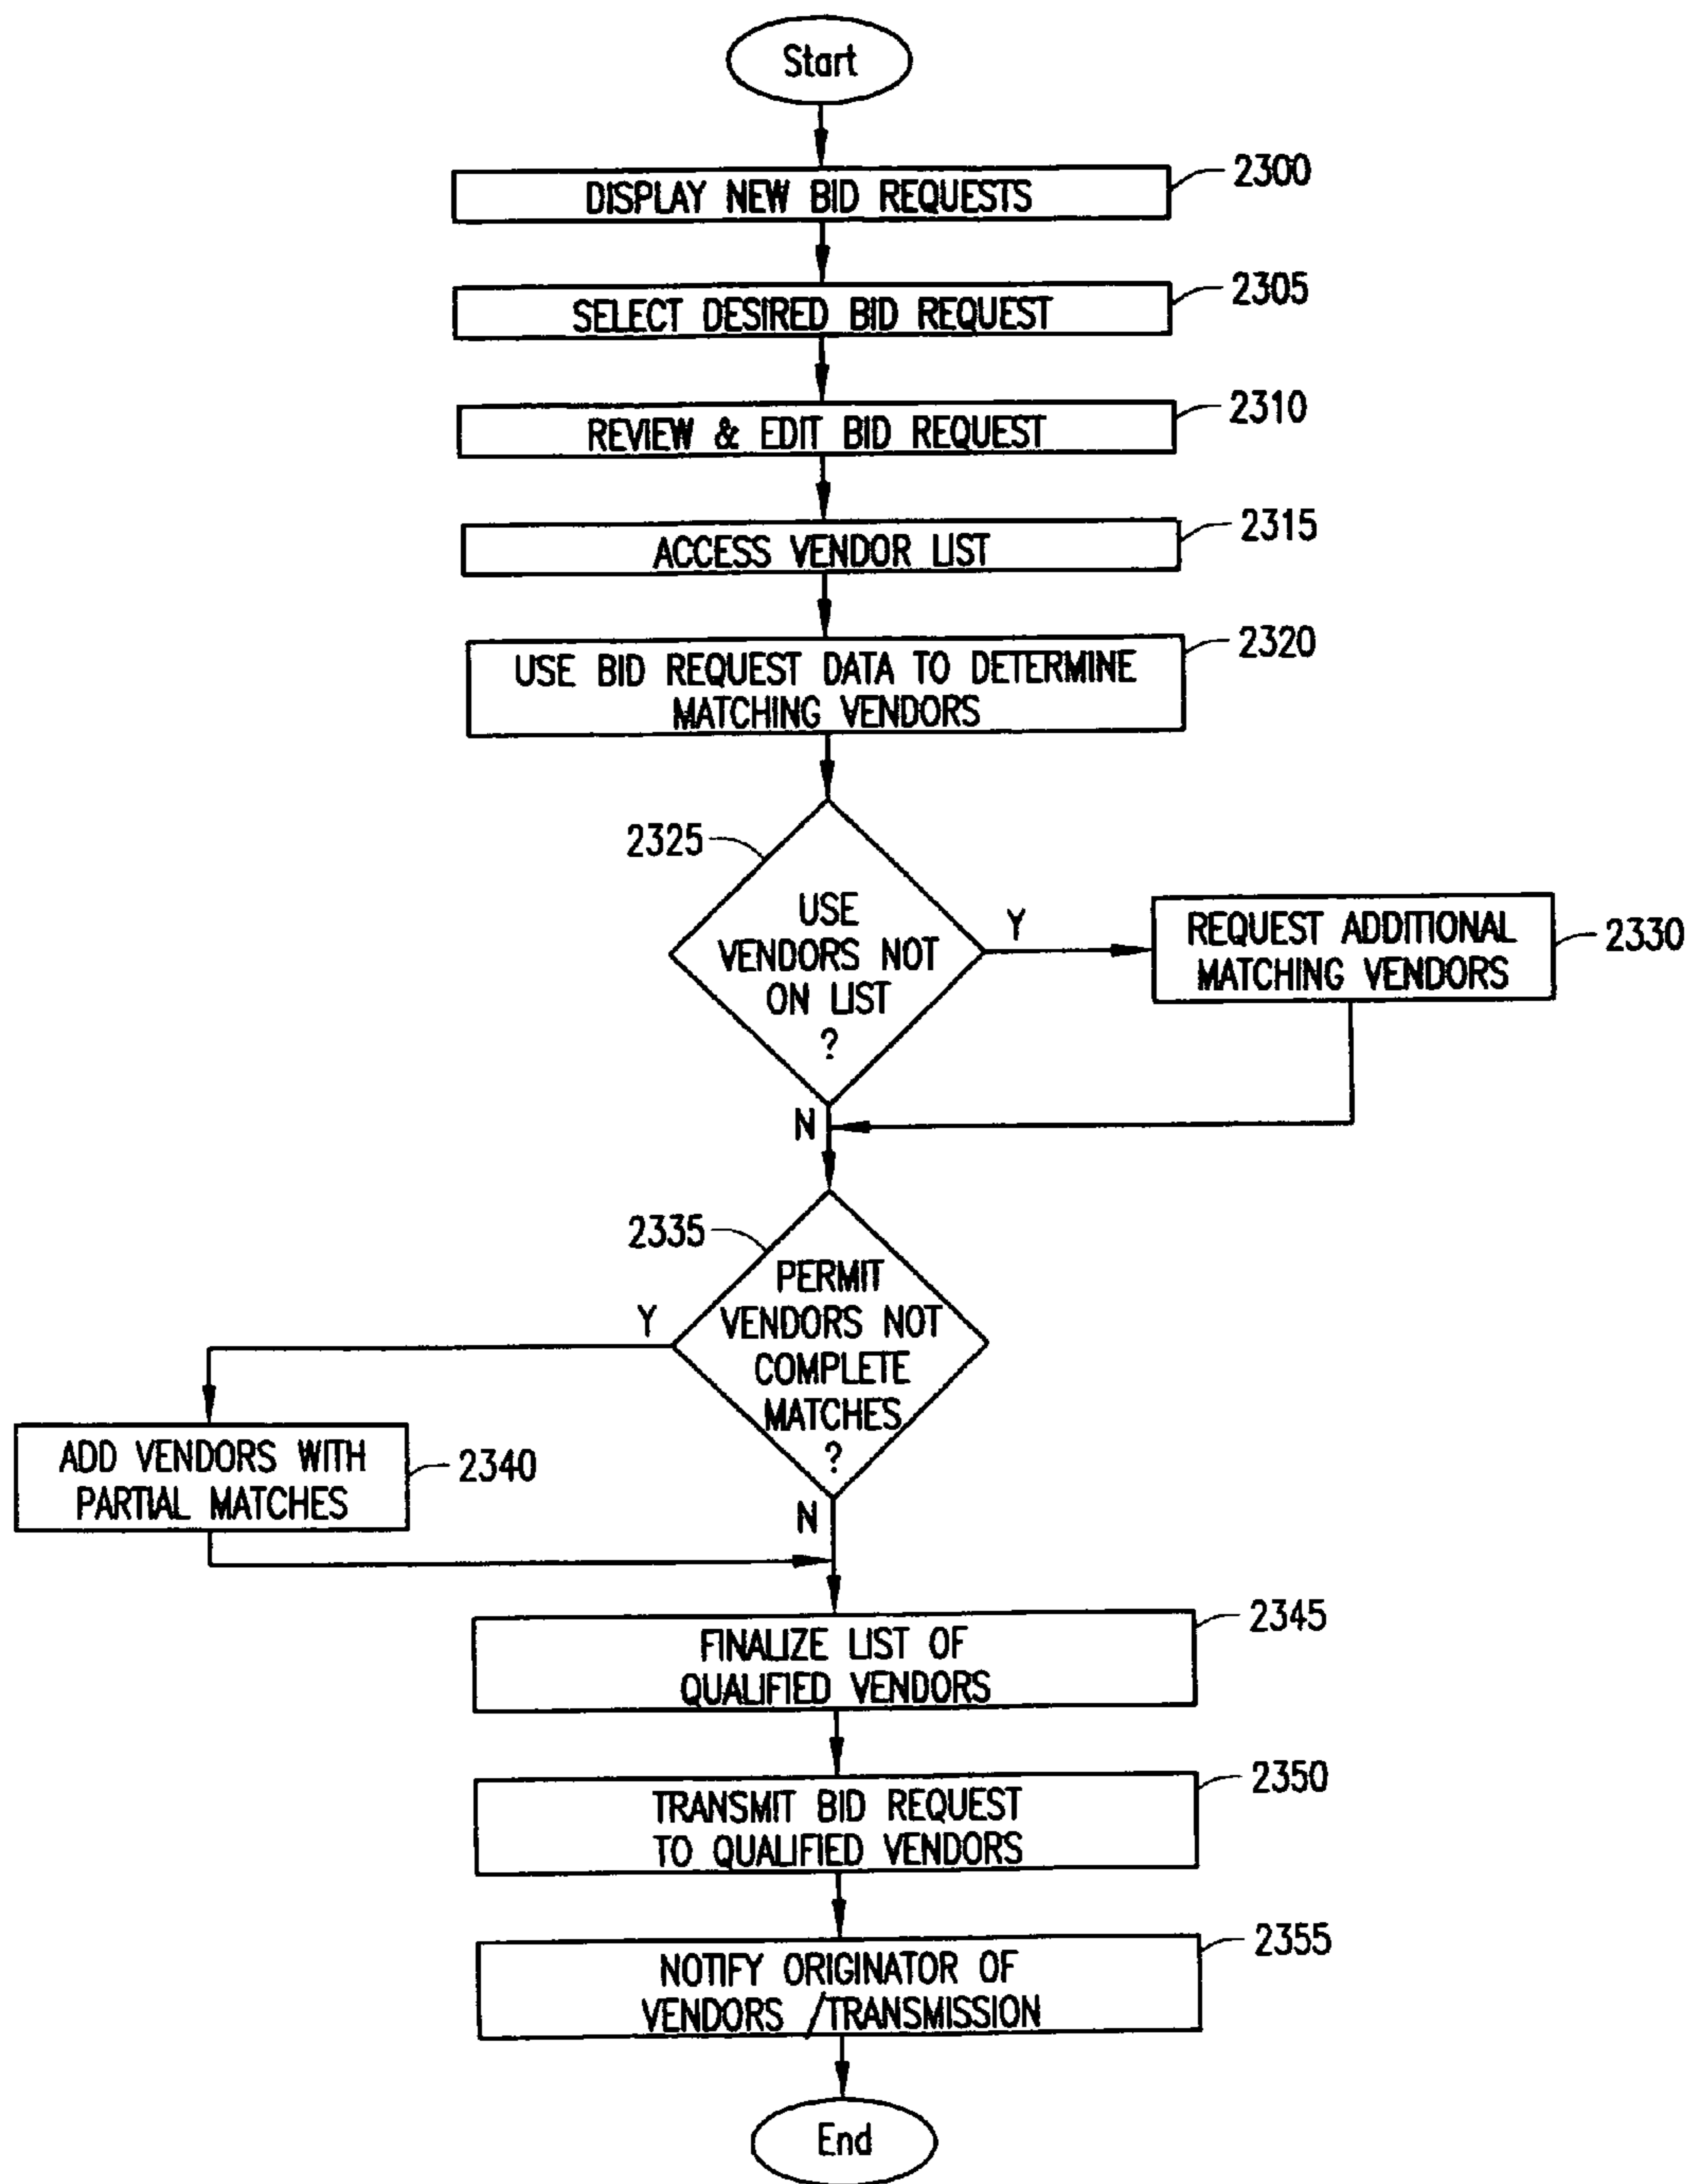 Start
DISPLAY NEW BID REQUESTS
2300
SELECT DESIRED BID REQUEST
2305
REVIEW & EDIT BID REQUEST
2310
ACCESS VENDOR LIST
2315
USE BID REQUEST DATA TO DETERMINE
MATCHING VENDORS
2320
2325
USE
VENDORS NOT
ON LIST
?
Y
REQUEST ADDITIONAL
MATCHING VENDORS
2330
N
2335
PERMIT
VENDORS NOT
COMPLETE
MATCHES
?
Y
ADD VENDORS WITH
PARTIAL MATCHES
2340
N
FINALIZE LIST OF
QUALIFIED VENDORS
2345
TRANSMIT BID REQUEST
TO QUALIFIED VENDORS
2350
NOTIFY ORIGINATOR OF
VENDORS /TRANSMISSION
2355
End